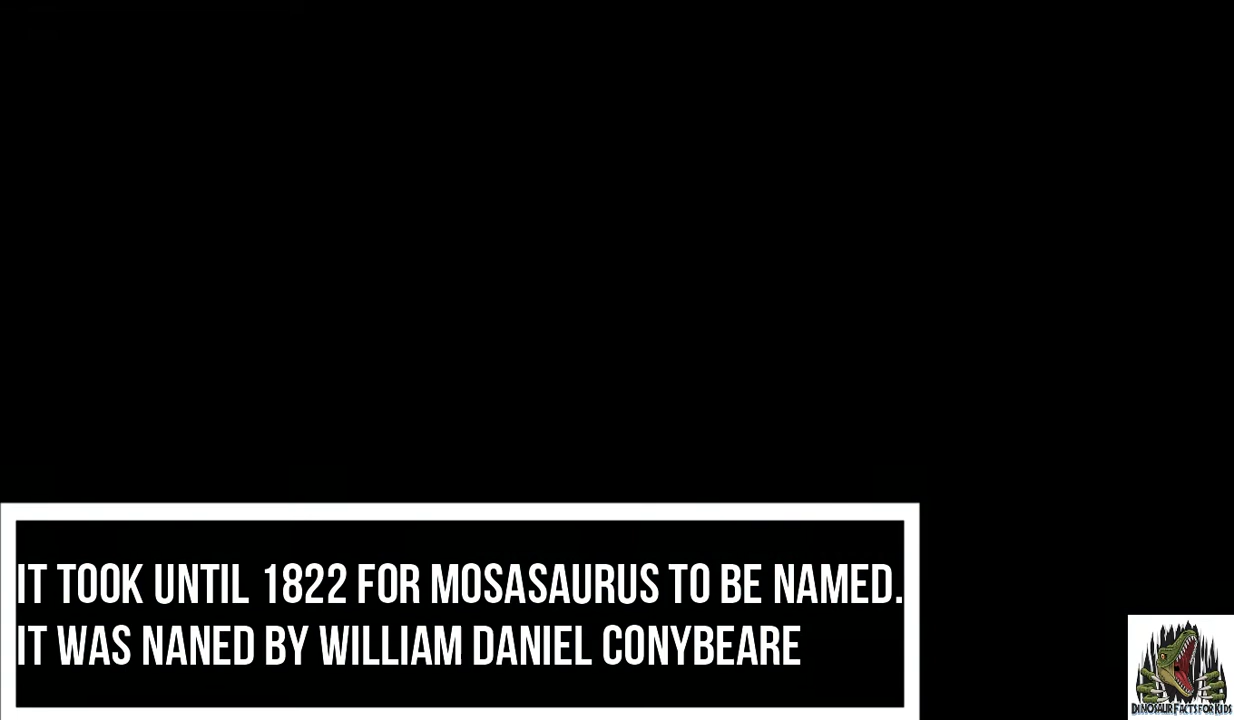 IT TOOK UNTIL 1822 FOR MOSASAURUS TO BE NAMED.
IT WAS NANED BY WILLIAM DANIEL CONYBEARE
DINOSAUR FACTS FOR KIDS